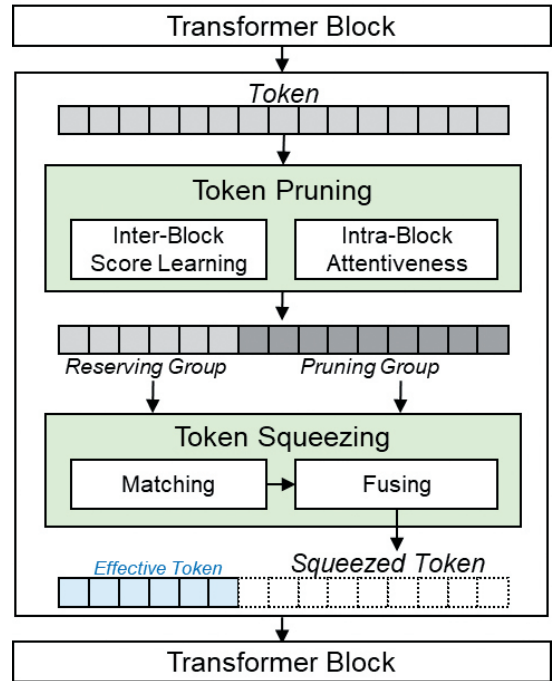 Transformer Block
Token
Token Pruning
Inter-Block
Score Learning
Intra-Block
Attentiveness
Reserving Group
Pruning Group
Token Squeezing
Matching
Fusing
Effective Token
Squeezed Token
Transformer Block